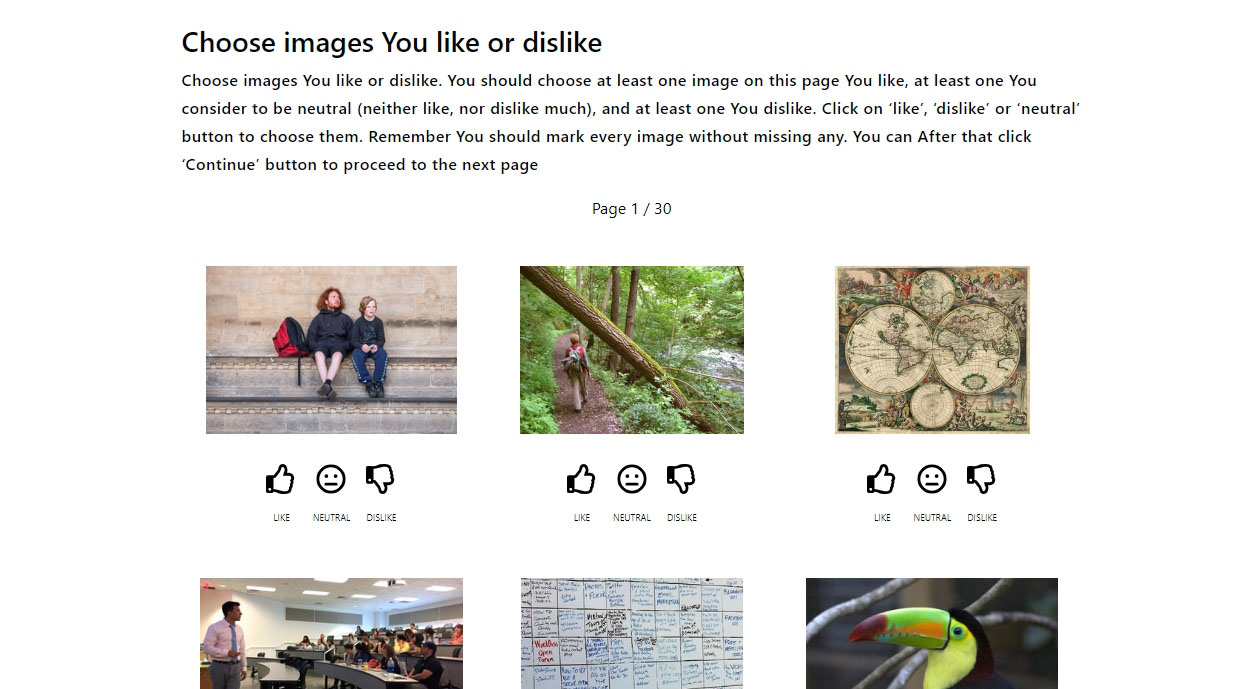 Choose images You like or dislike
Choose images You like or dislike. You should choose at least one image on this page You like, at least one You
consider to be neutral (neither like, nor dislike much), and at least one You dislike. Click on ‘like’, ‘dislike’ or ‘neutral’
button to choose them. Remember You should mark every image without missing any. You can After that click
‘Continue’ button to proceed to the next page
Page 1 / 30
LIKE NEUTRAL DISLIKE
LIKE NEUTRAL DISLIKE
LIKE NEUTRAL DISLIKE